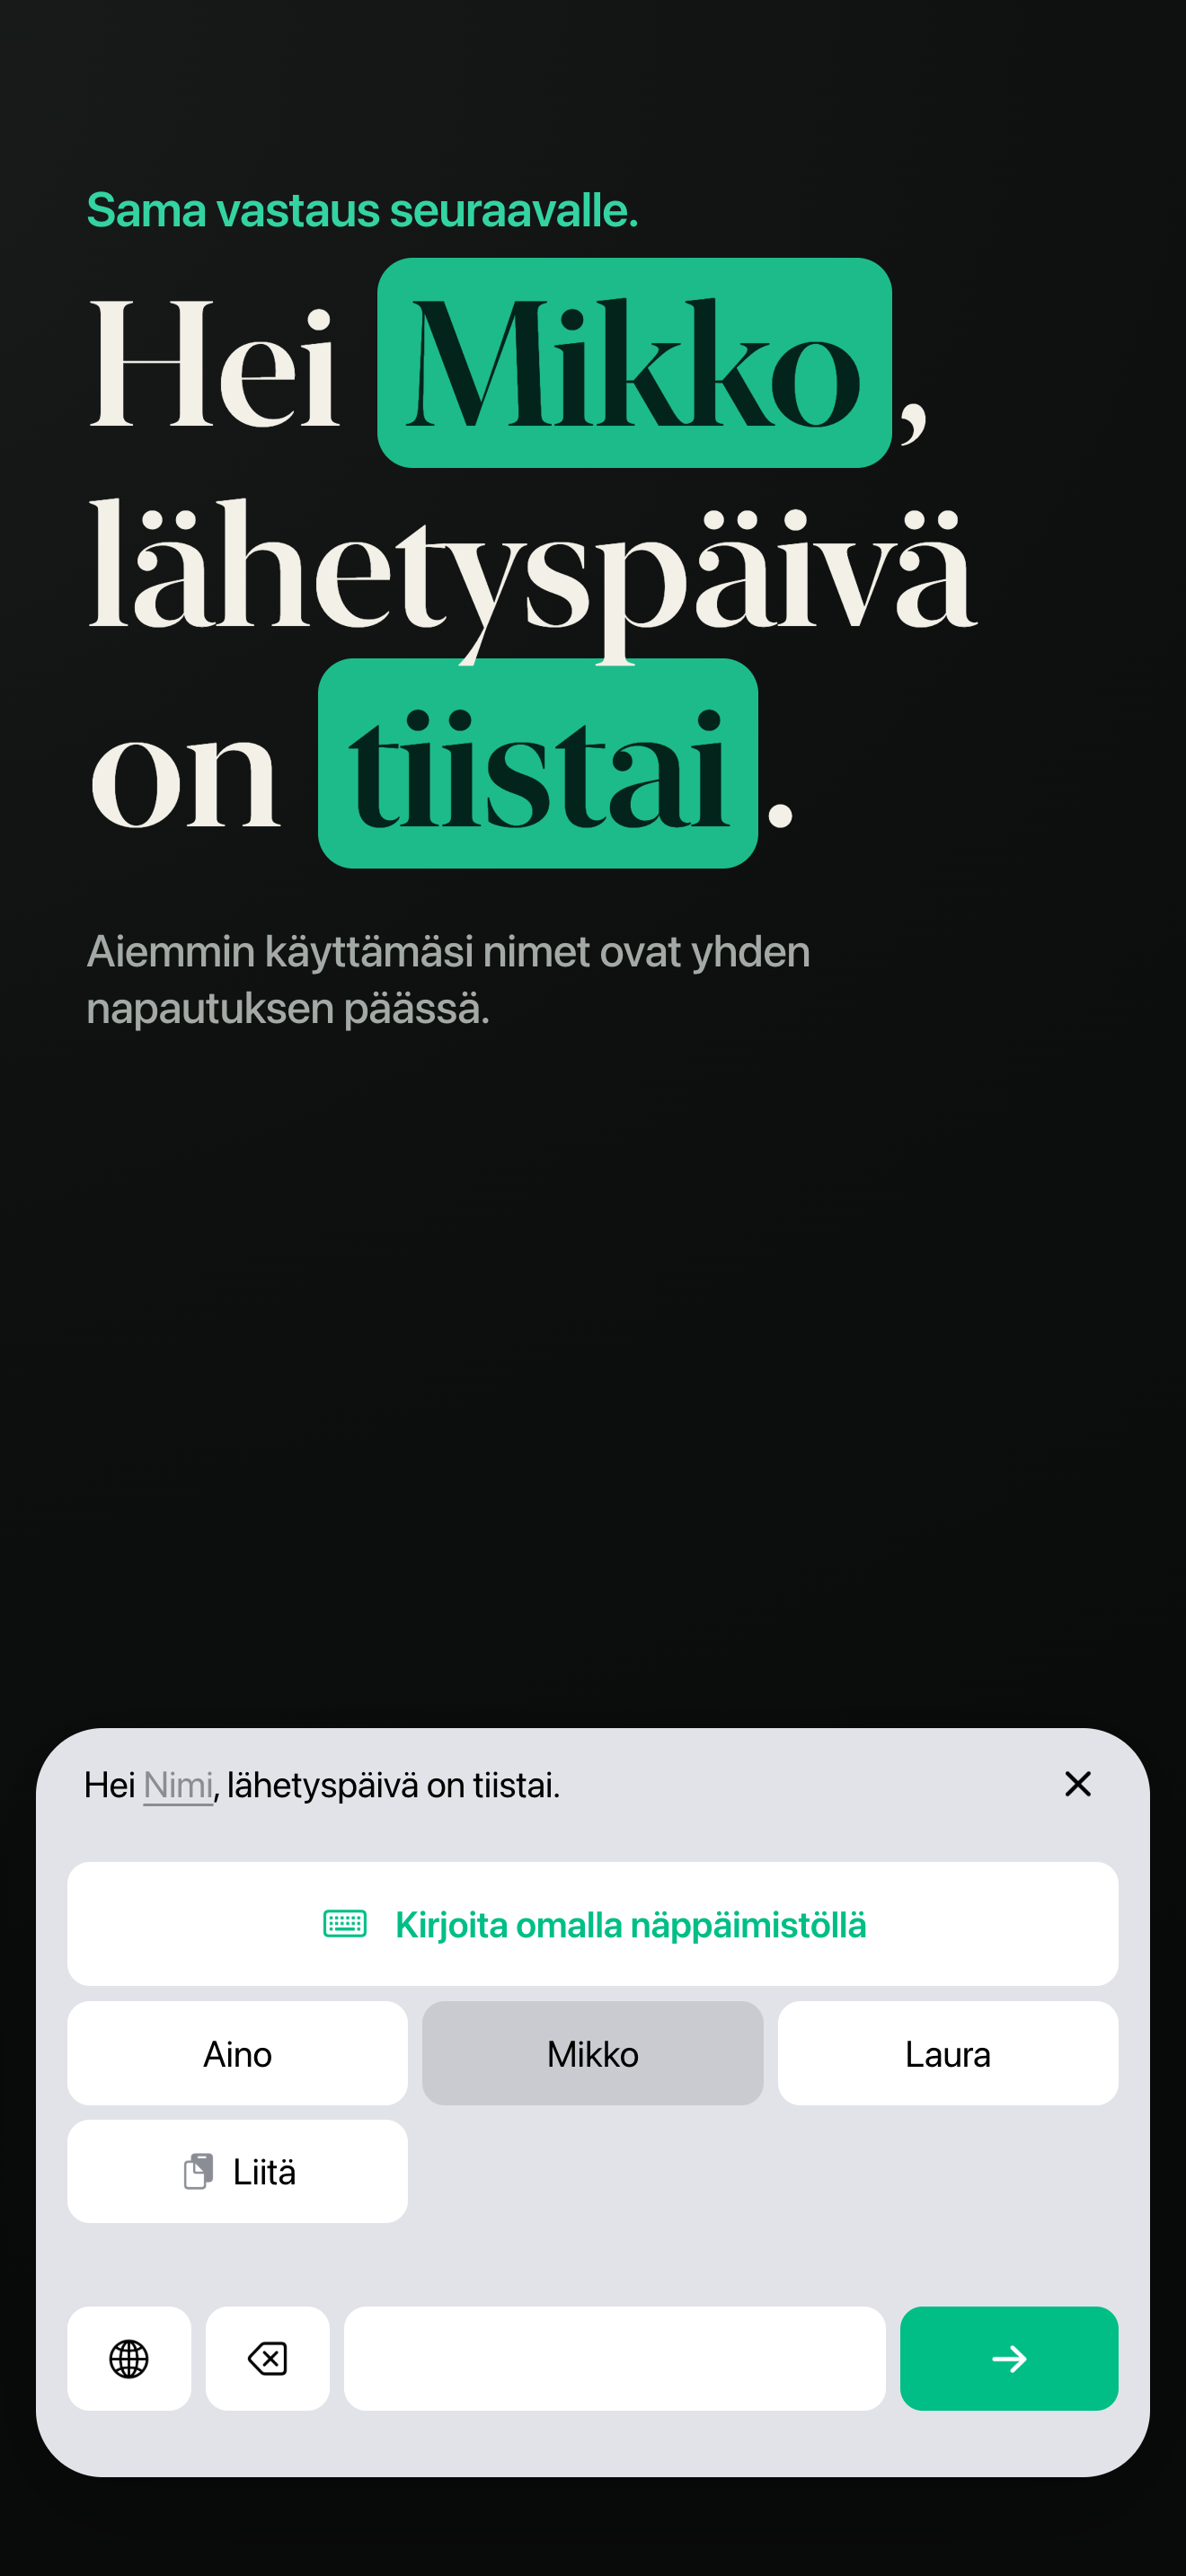 Sama vastaus seuraavalle.
Hei Mikko,
lähetyspäivä
on tiistai.
Aiemmin käyttämäsi nimet ovat yhden
napautuksen päässä.
Hei Nimi, lähetyspäivä on tiistai.
Kirjoita omalla näppäimistöllä
Aino Mikko Laura
Liitä